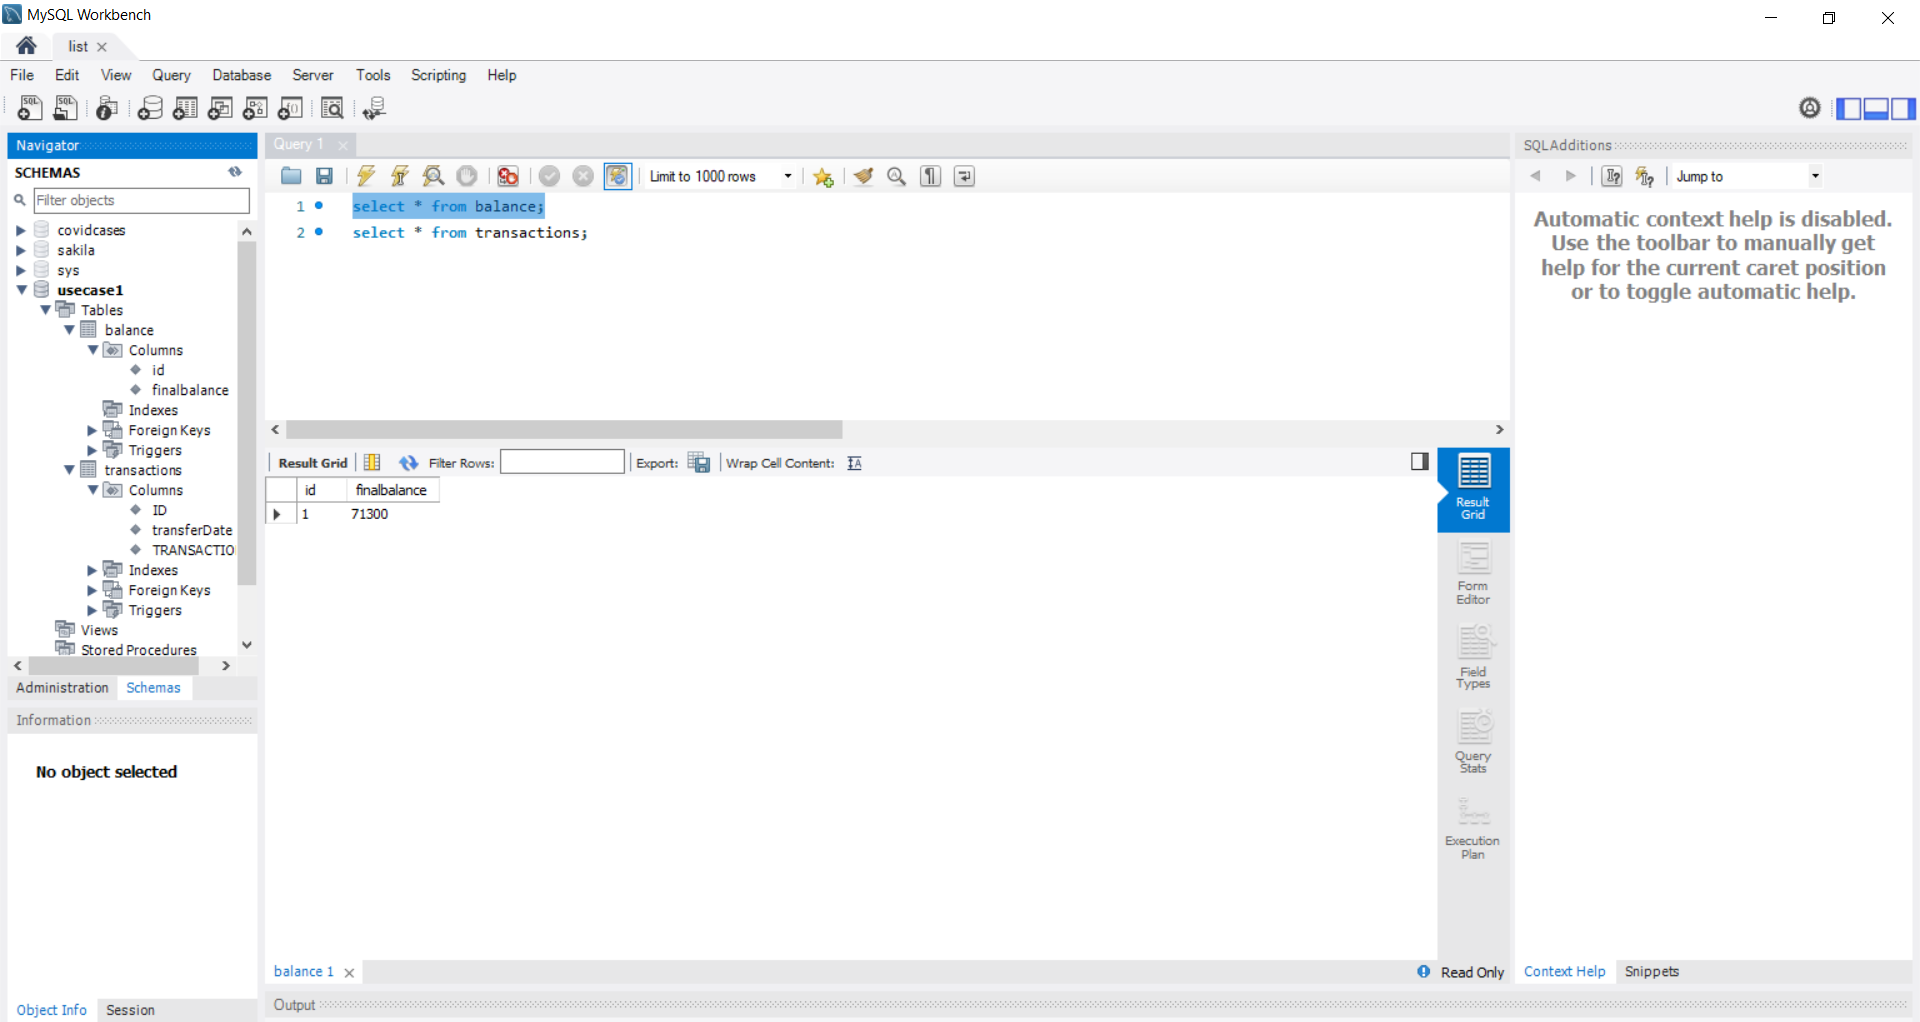 MySQL Workbench
list
File Edit View Query Database Server Tools Scripting Help
Navigator
SCHEMAS
Filter objects
covidcases
sakila
sys
usecase1
Tables
balance
Columns
id
finalbalance
Indexes
Foreign Keys
Triggers
transactions
Columns
ID
transferDate
TRANSACTIO
Indexes
Foreign Keys
Triggers
Views
Stored Procedures
Administration Schemas
Information
No object selected
Object Info Session
Query 1
Limit to 1000 rows
1 select * from balance;
2 select * from transactions;
Result Grid Filter Rows: Export: Wrap Cell Content:
id finalbalance
1 71300
Result
Grid
Form
Editor
Field
Types
Query
Stats
Execution
Plan
balance 1
Read Only
Output
SQLAdditions
Jump to
Automatic context help is disabled.
Use the toolbar to manually get
help for the current caret position
or to toggle automatic help.
Context Help Snippets